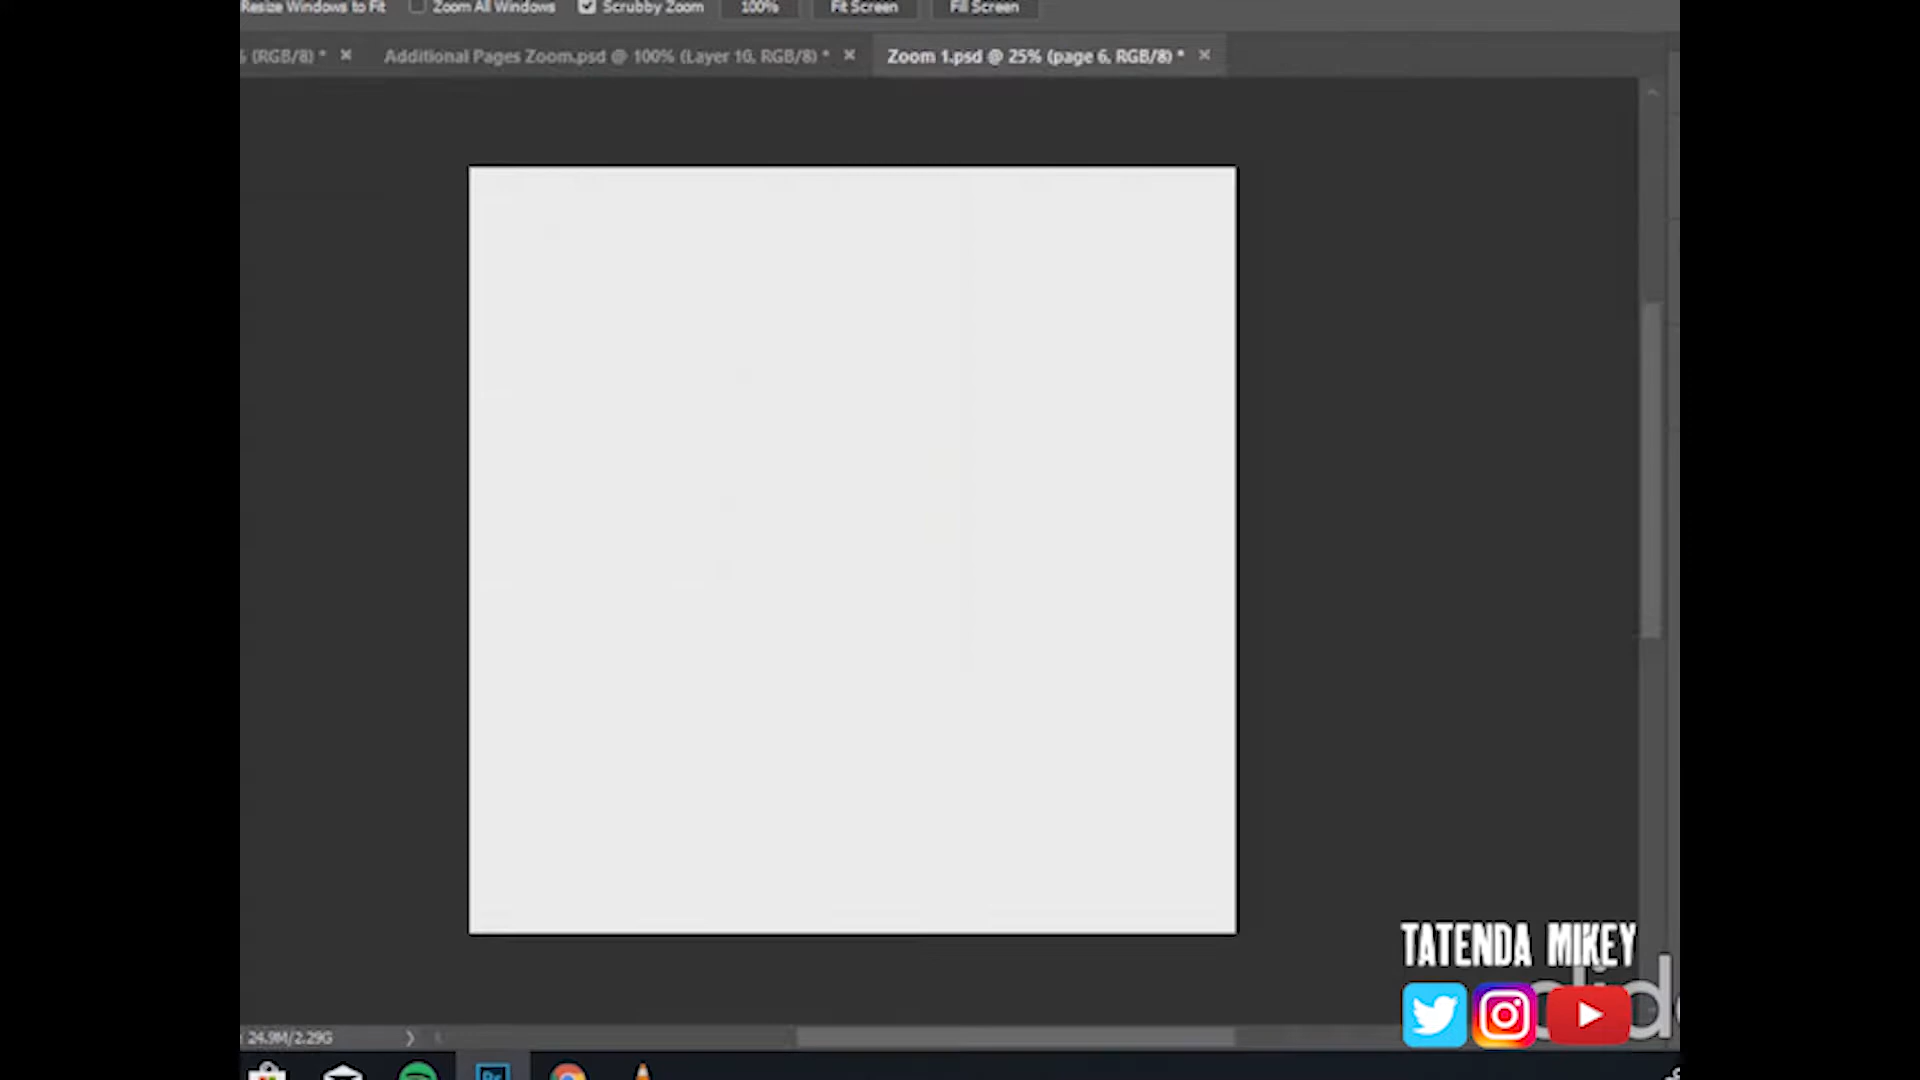 Resize Windows to Fit Zoom All Windows Scrubby Zoom 100% Fit Screen Fill Screen
(RGB/8) * Additional Pages Zoom.psd @ 100% (Layer 10, RGB/8) * Zoom 1.psd @ 25% (page 6, RGB/8) *
TATENDA MIKEY
24.9M/2.29G
Ps